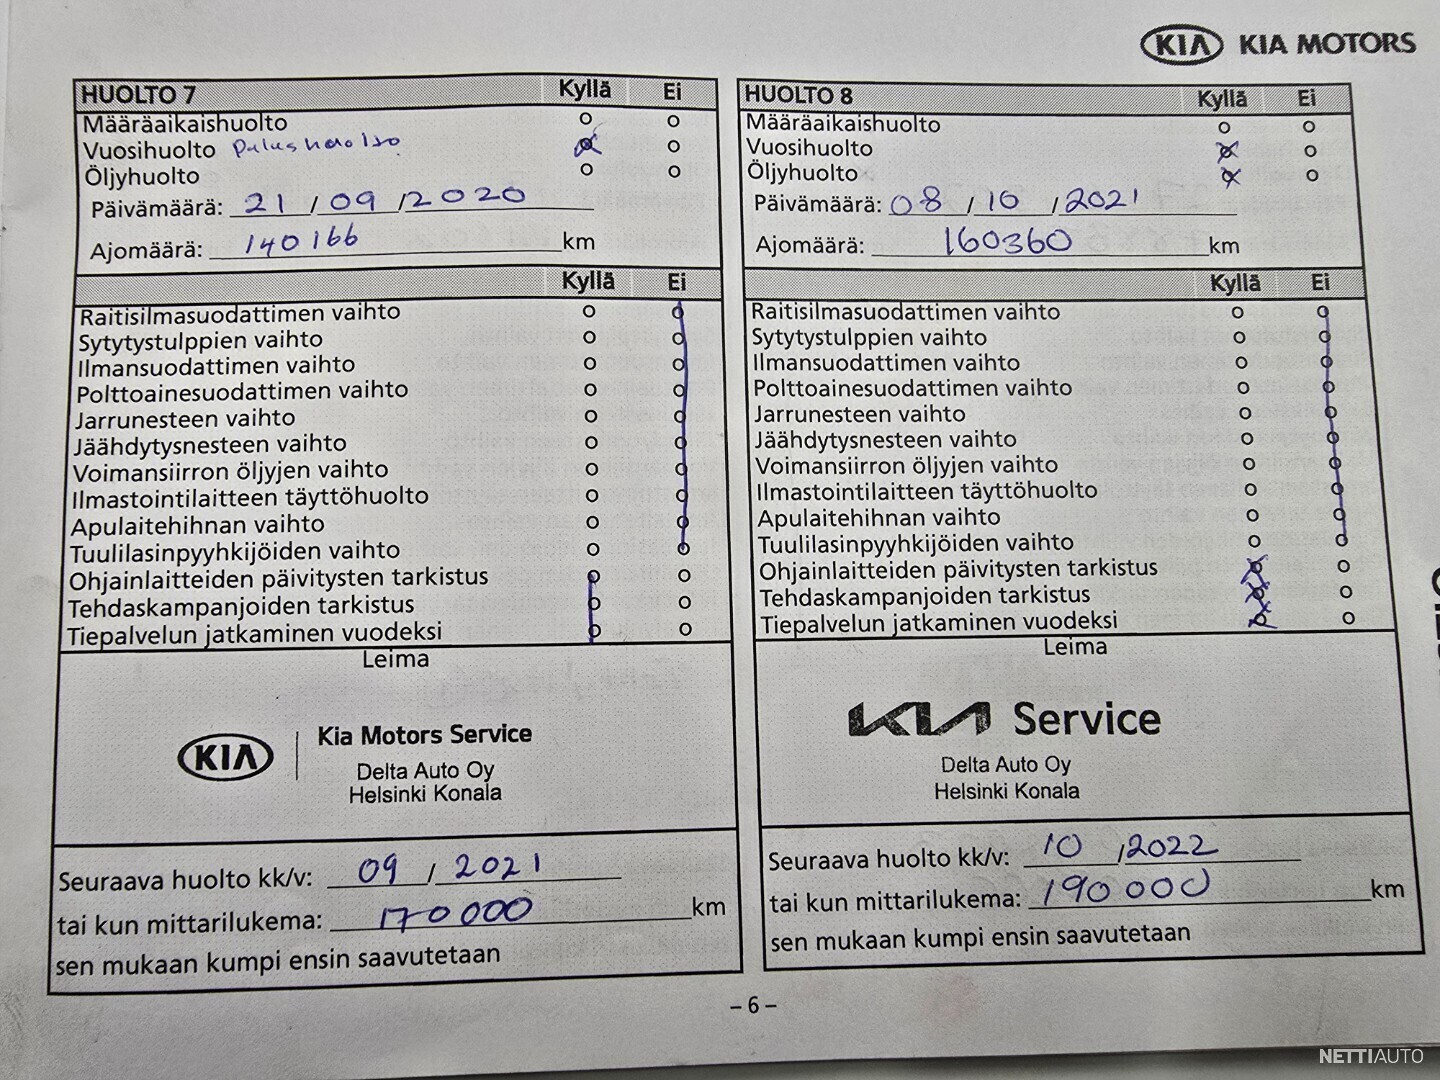 KIA KIA MOTORS
HUOLTO 7 Kyllä Ei
Määräaikaishuolto o o
Vuosihuolto Perushuolto o
Öljyhuolto o o
Päivämäärä: 21 / 09 / 2020
Ajomäärä: 140166 km
Kyllä Ei
Raitisilmasuodattimen vaihto
Sytytystulppien vaihto
Ilmansuodattimen vaihto
Polttoainesuodattimen vaihto
Jarrunesteen vaihto
Jäähdytysnesteen vaihto
Voimansiirron öljyjen vaihto
Ilmastointilaitteen täyttöhuolto
Apulaitehihnan vaihto
Tuulilasinpyyhkijöiden vaihto
Ohjainlaitteiden päivitysten tarkistus
Tehdaskampanjoiden tarkistus
Tiepalvelun jatkaminen vuodeksi
Leima
KIA Kia Motors Service
Delta Auto Oy
Helsinki Konala
Seuraava huolto kk/v: 09 / 2021
tai kun mittarilukema: 170 000 km
sen mukaan kumpi ensin saavutetaan
HUOLTO 8 Kyllä Ei
Määräaikaishuolto
Vuosihuolto
Öljyhuolto
Päivämäärä: 08 / 10 / 2021
Ajomäärä: 160360 km
Kyllä Ei
Raitisilmasuodattimen vaihto
Sytytystulppien vaihto
Ilmansuodattimen vaihto
Polttoainesuodattimen vaihto
Jarrunesteen vaihto
Jäähdytysnesteen vaihto
Voimansiirron öljyjen vaihto
Ilmastointilaitteen täyttöhuolto
Apulaitehihnan vaihto
Tuulilasinpyyhkijöiden vaihto
Ohjainlaitteiden päivitysten tarkistus
Tehdaskampanjoiden tarkistus
Tiepalvelun jatkaminen vuodeksi
Leima
KIA Service
Delta Auto Oy
Helsinki Konala
Seuraava huolto kk/v: 10 / 2022
tai kun mittarilukema: 190 000 km
sen mukaan kumpi ensin saavutetaan
– 6 –
NETTIAUTO